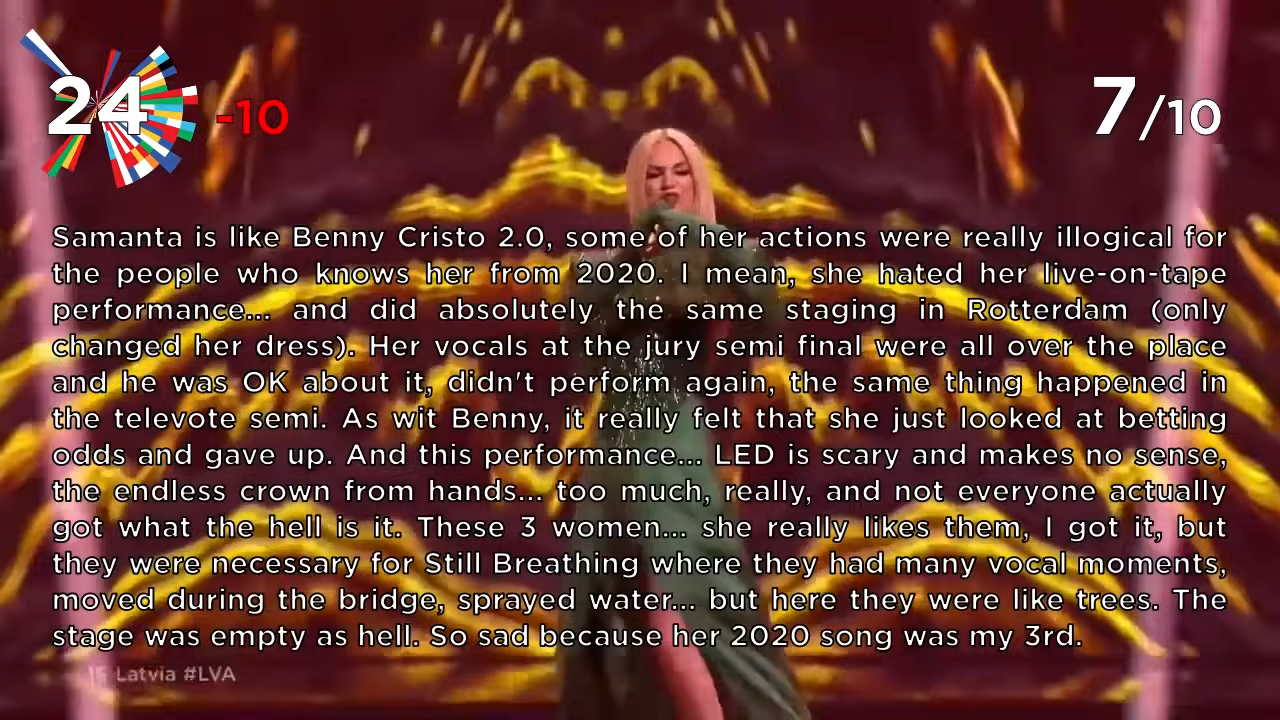 24 -10
7/10
Samanta is like Benny Cristo 2.0, some of her actions were really illogical for
the people who knows her from 2020. I mean, she hated her live-on-tape
performance... and did absolutely the same staging in Rotterdam (only
changed her dress). Her vocals at the jury semi final were all over the place
and he was OK about it, didn't perform again, the same thing happened in
the televote semi. As wit Benny, it really felt that she just looked at betting
odds and gave up. And this performance... LED is scary and makes no sense,
the endless crown from hands... too much, really, and not everyone actually
got what the hell is it. These 3 women... she really likes them, I got it, but
they were necessary for Still Breathing where they had many vocal moments,
moved during the bridge, sprayed water... but here they were like trees. The
stage was empty as hell. So sad because her 2020 song was my 3rd.
Latvia #LVA